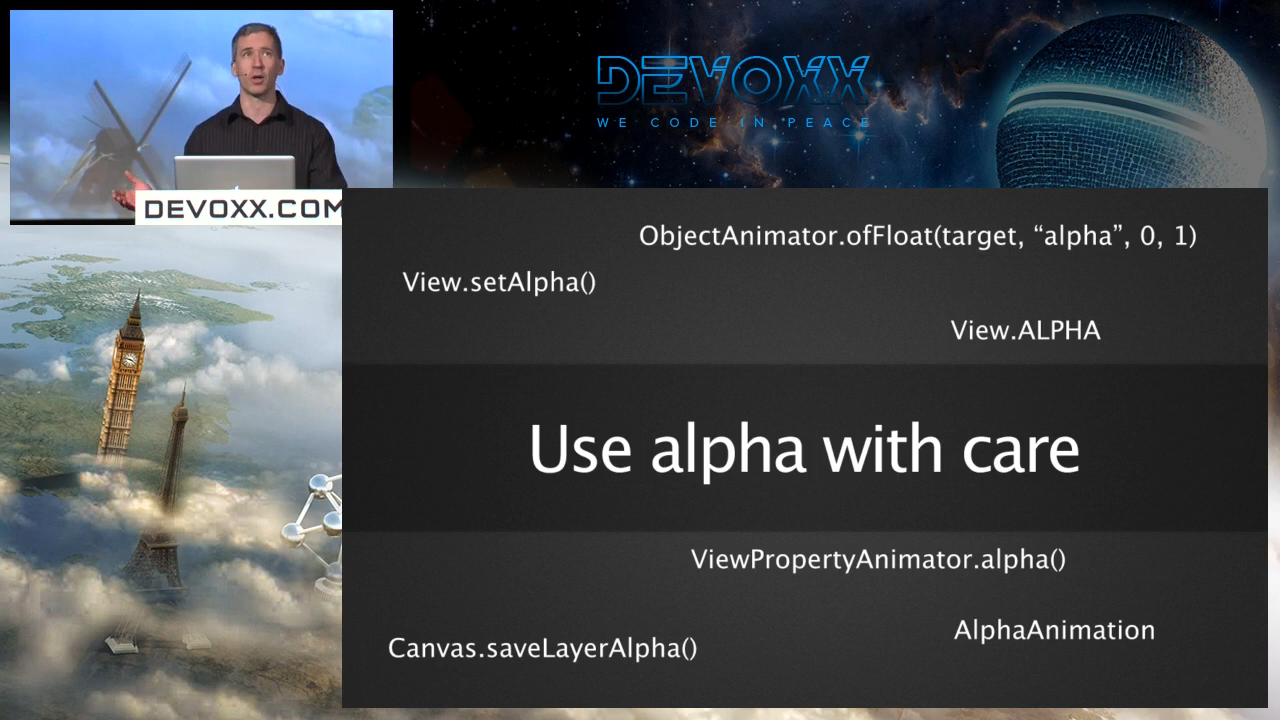 DEVOXX
WE CODE IN PEACE
DEVOXX.COM
ObjectAnimator.ofFloat(target, “alpha”, 0, 1)
View.setAlpha()
View.ALPHA
Use alpha with care
ViewPropertyAnimator.alpha()
AlphaAnimation
Canvas.saveLayerAlpha()